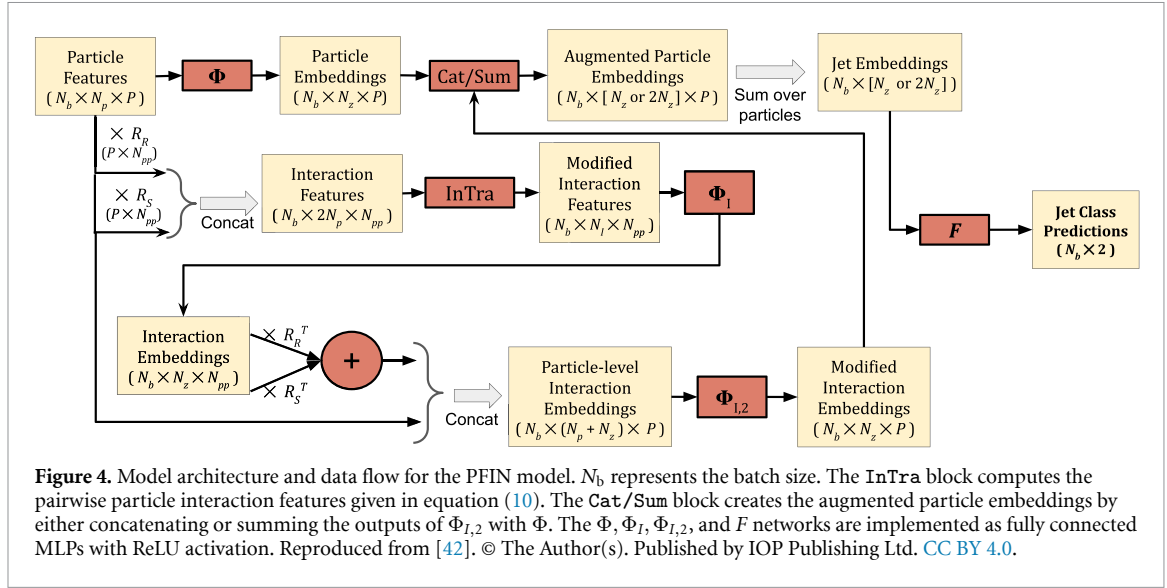 Particle
Features
( N_b × N_p × P )
Φ
Particle
Embeddings
( N_b × N_z × P)
Cat/Sum
Augmented Particle
Embeddings
( N_b × [ N_z or 2N_z ] × P )
Sum over
particles
Jet Embeddings
( N_b × [ N_z or 2N_z ] )
× R_R
(P × N_pp)
× R_S
(P × N_pp)
Concat
Interaction
Features
( N_b × 2N_p × N_pp )
InTra
Modified
Interaction
Features
( N_b × N_I × N_pp )
Φ_I
F
Jet Class
Predictions
( N_b × 2 )
Interaction
Embeddings
( N_b × N_z × N_pp )
× R_R^T
× R_S^T
+
Concat
Particle-level
Interaction
Embeddings
( N_b × (N_p + N_z ) × P )
Φ_I,2
Modified
Interaction
Embeddings
( N_b × N_z × P )
Figure 4. Model architecture and data flow for the PFIN model. N_b represents the batch size. The InTra block computes the
pairwise particle interaction features given in equation (10). The Cat/Sum block creates the augmented particle embeddings by
either concatenating or summing the outputs of Φ_I,2 with Φ. The Φ, Φ_I, Φ_I,2, and F networks are implemented as fully connected
MLPs with ReLU activation. Reproduced from [42]. © The Author(s). Published by IOP Publishing Ltd. CC BY 4.0.